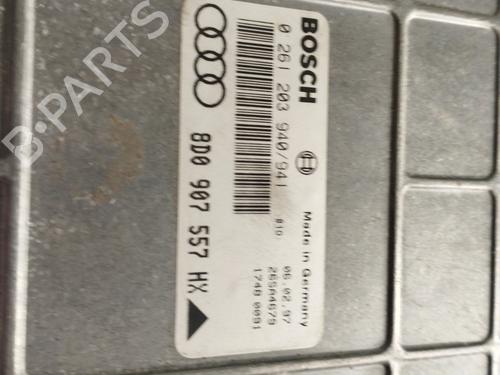 BOSCH
0 261 203 940/941
8D0 907 557 HX
Made in Germany
06.02.97
265A4679
1748 0091
B-PARTS